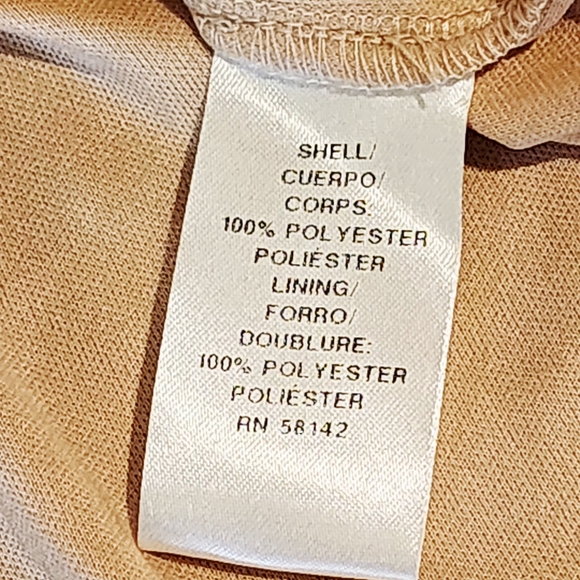 SHELL/
CUERPO/
CORPS:
100% POLYESTER
POLIÉSTER
LINING/
FORRO/
DOUBLURE:
100% POLYESTER
POLIÉSTER
RN 58142